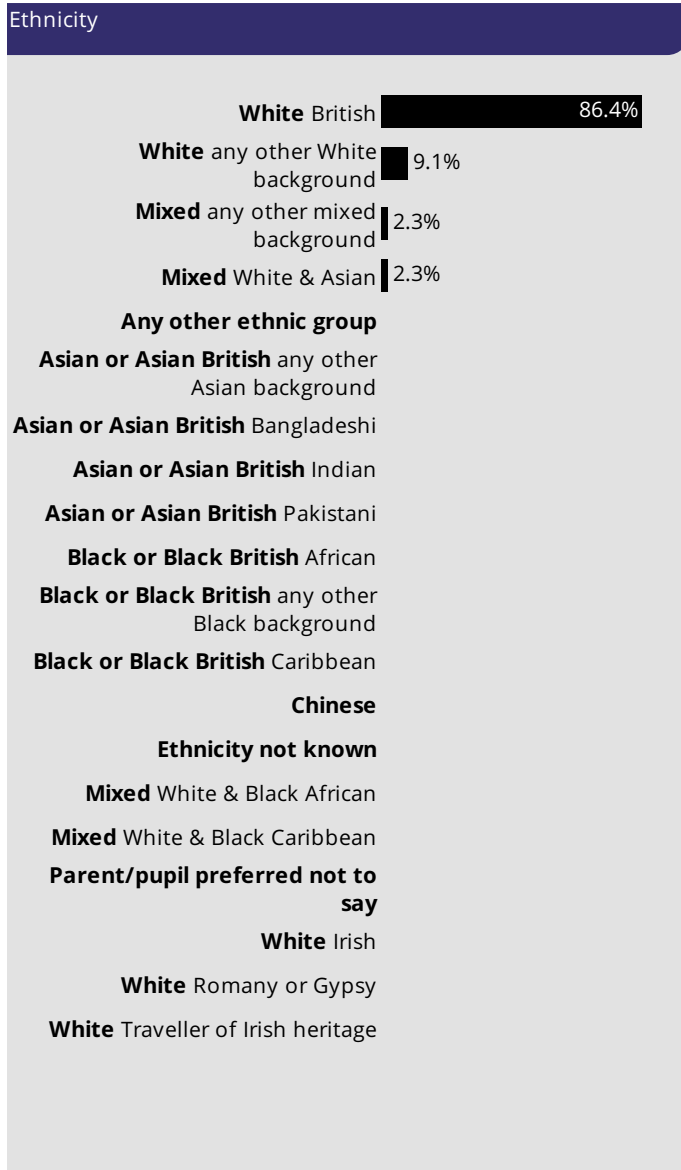 Ethnicity
White British 86.4%
White any other White
background 9.1%
Mixed any other mixed
background 2.3%
Mixed White & Asian 2.3%
Any other ethnic group
Asian or Asian British any other
Asian background
Asian or Asian British Bangladeshi
Asian or Asian British Indian
Asian or Asian British Pakistani
Black or Black British African
Black or Black British any other
Black background
Black or Black British Caribbean
Chinese
Ethnicity not known
Mixed White & Black African
Mixed White & Black Caribbean
Parent/pupil preferred not to
say
White Irish
White Romany or Gypsy
White Traveller of Irish heritage